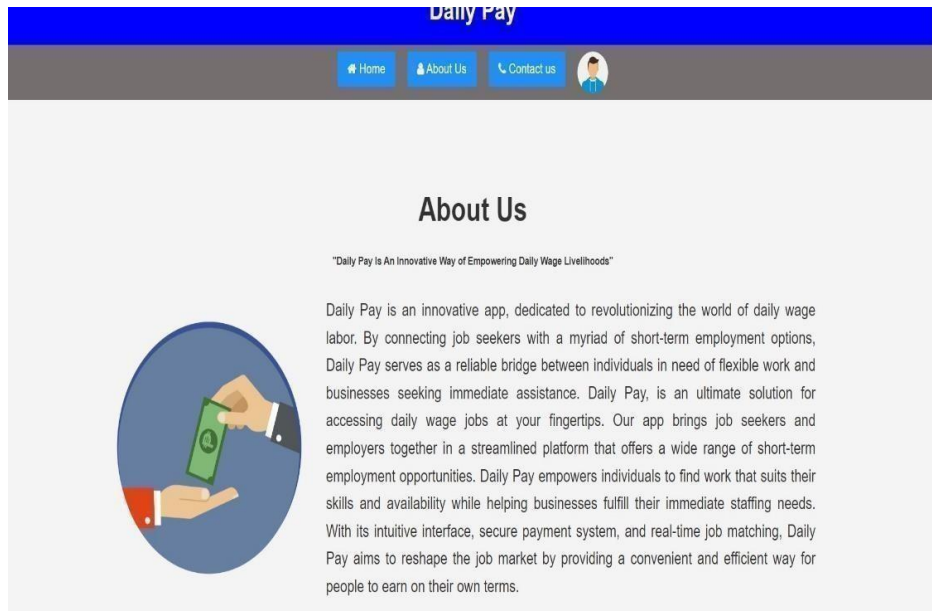 Daily Pay
Home About Us Contact us
About Us
"Daily Pay Is An Innovative Way of Empowering Daily Wage Livelihoods"
Daily Pay is an innovative app, dedicated to revolutionizing the world of daily wage
labor. By connecting job seekers with a myriad of short-term employment options,
Daily Pay serves as a reliable bridge between individuals in need of flexible work and
businesses seeking immediate assistance. Daily Pay, is an ultimate solution for
accessing daily wage jobs at your fingertips. Our app brings job seekers and
employers together in a streamlined platform that offers a wide range of short-term
employment opportunities. Daily Pay empowers individuals to find work that suits their
skills and availability while helping businesses fulfill their immediate staffing needs.
With its intuitive interface, secure payment system, and real-time job matching, Daily
Pay aims to reshape the job market by providing a convenient and efficient way for
people to earn on their own terms.